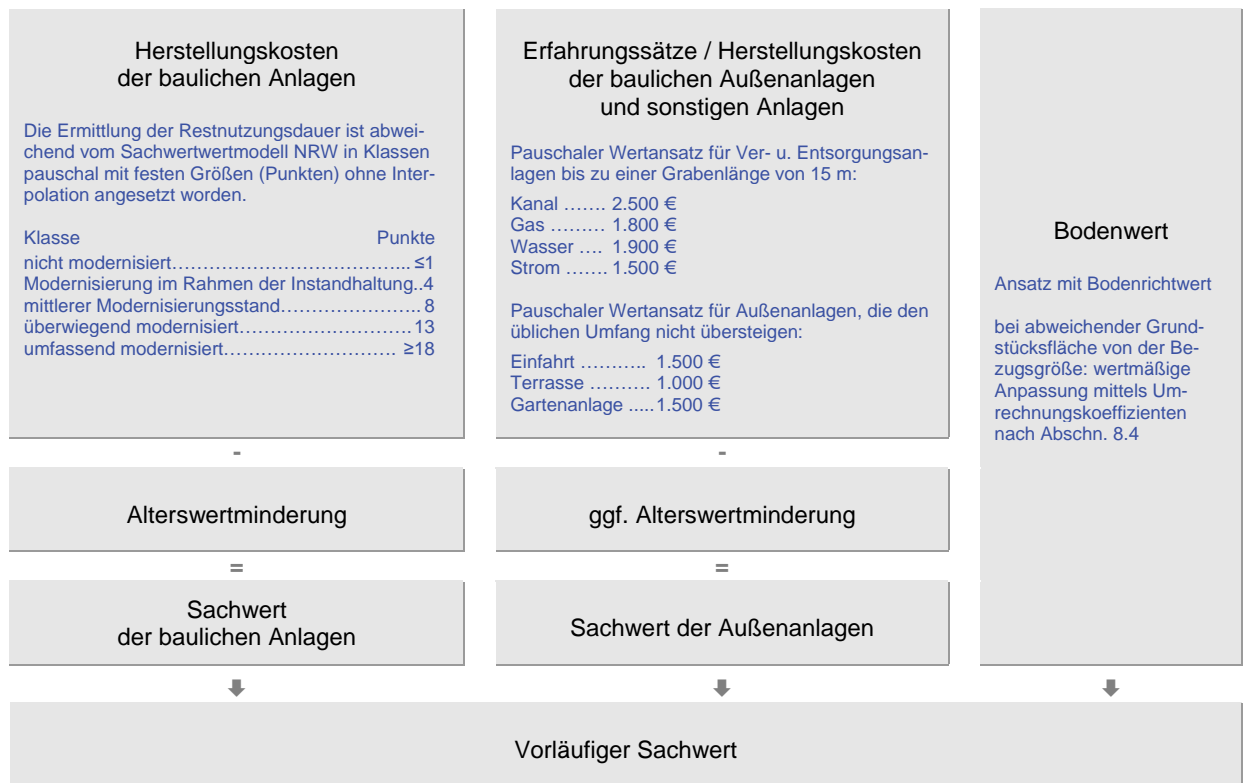 Herstellungskosten
der baulichen Anlagen
Die Ermittlung der Restnutzungsdauer ist abwei-
chend vom Sachwertwertmodell NRW in Klassen
pauschal mit festen Größen (Punkten) ohne Inter-
polation angesetzt worden.
Klasse Punkte
nicht modernisiert……………………………... ≤1
Modernisierung im Rahmen der Instandhaltung..4
mittlerer Modernisierungsstand………………….. 8
überwiegend modernisiert……………………….13
umfassend modernisiert………………………. ≥18
-
Alterswertminderung
=
Sachwert
der baulichen Anlagen
Erfahrungssätze / Herstellungskosten
der baulichen Außenanlagen
und sonstigen Anlagen
Pauschaler Wertansatz für Ver- u. Entsorgungsan-
lagen bis zu einer Grabenlänge von 15 m:
Kanal ……. 2.500 €
Gas ……… 1.800 €
Wasser …. 1.900 €
Strom ……. 1.500 €
Pauschaler Wertansatz für Außenanlagen, die den
üblichen Umfang nicht übersteigen:
Einfahrt ……….. 1.500 €
Terrasse ………. 1.000 €
Gartenanlage .....1.500 €
-
ggf. Alterswertminderung
=
Sachwert der Außenanlagen
Bodenwert
Ansatz mit Bodenrichtwert
bei abweichender Grund-
stücksfläche von der Be-
zugsgröße: wertmäßige
Anpassung mittels Um-
rechnungskoeffizienten
nach Abschn. 8.4
Vorläufiger Sachwert